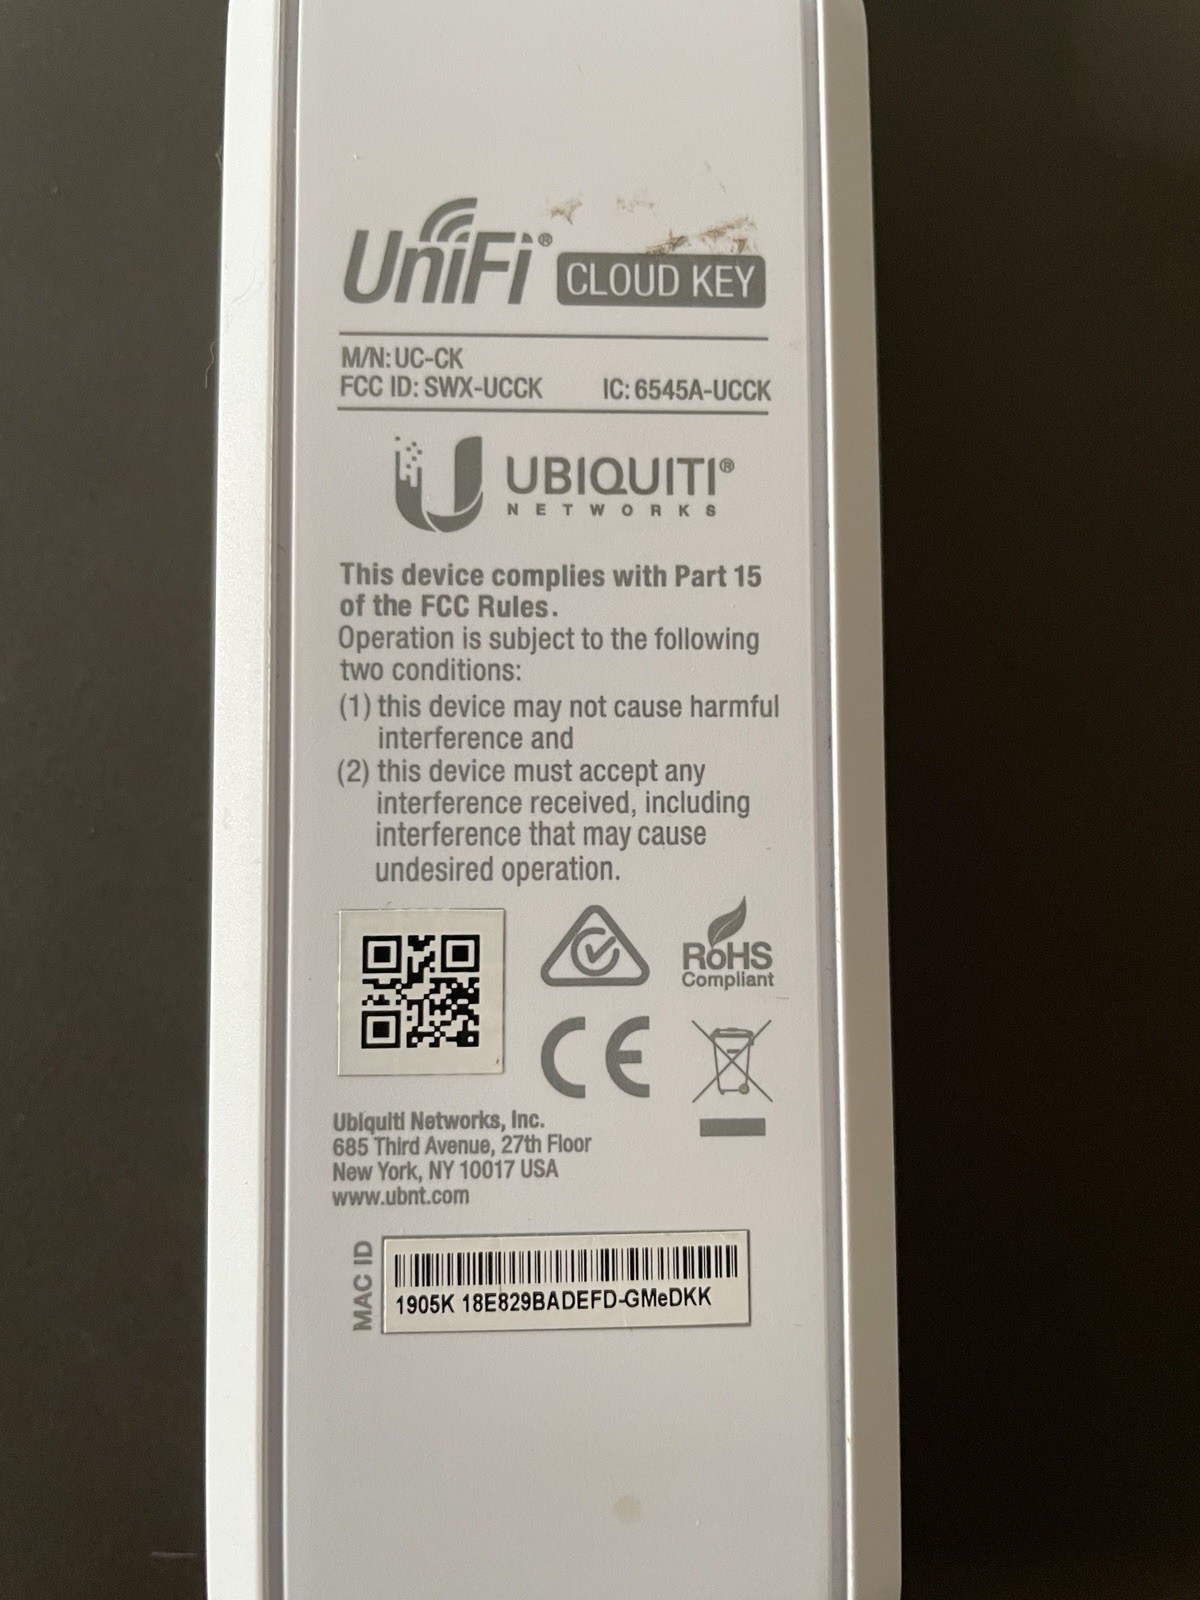 UniFi® CLOUD KEY
M/N: UC-CK
FCC ID: SWX-UCCK IC: 6545A-UCCK
UBIQUITI®
NETWORKS
This device complies with Part 15
of the FCC Rules.
Operation is subject to the following
two conditions:
(1) this device may not cause harmful
interference and
(2) this device must accept any
interference received, including
interference that may cause
undesired operation.
RoHS
Compliant
CE
Ubiquiti Networks, Inc.
685 Third Avenue, 27th Floor
New York, NY 10017 USA
www.ubnt.com
MAC ID
1905K 18E829BADEFD-GMeDKK